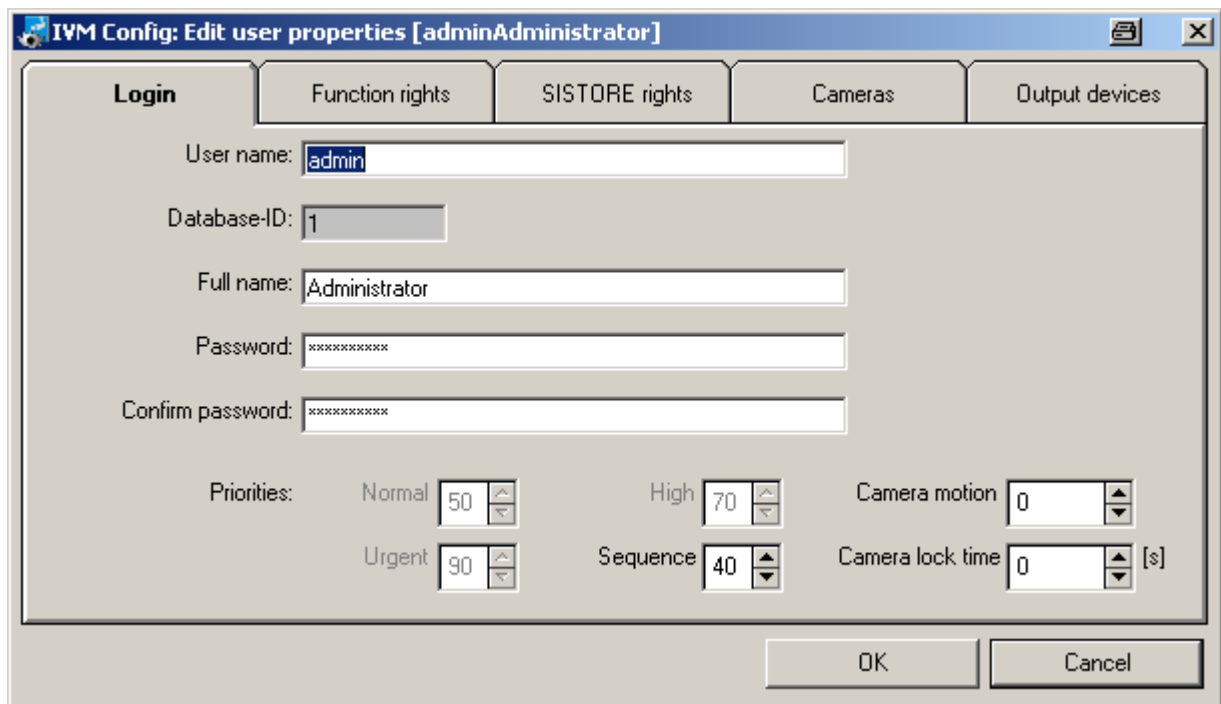 IVM Config: Edit user properties [adminAdministrator]
Login Function rights SISTORE rights Cameras Output devices
User name: admin
Database-ID: 1
Full name: Administrator
Password: **********
Confirm password: **********
Priorities: Normal 50 High 70 Camera motion 0
Urgent 90 Sequence 40 Camera lock time 0 [s]
OK Cancel